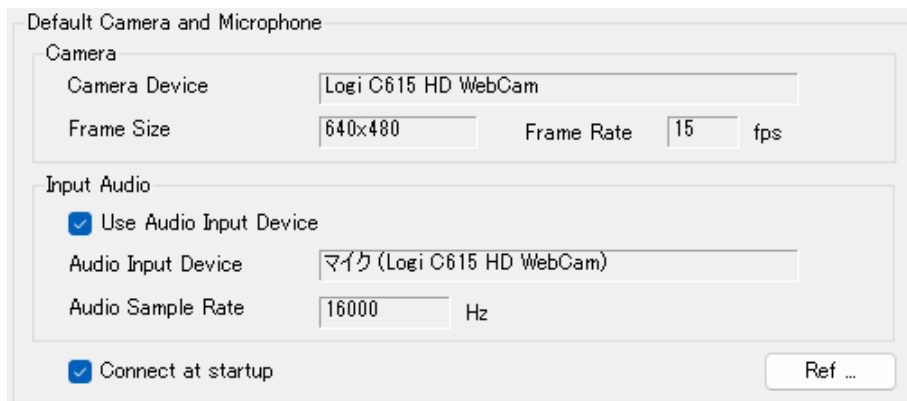 Default Camera and Microphone
Camera
Camera Device Logi C615 HD WebCam
Frame Size 640x480 Frame Rate 15 fps
Input Audio
Use Audio Input Device
Audio Input Device マイク (Logi C615 HD WebCam)
Audio Sample Rate 16000 Hz
Connect at startup Ref ...